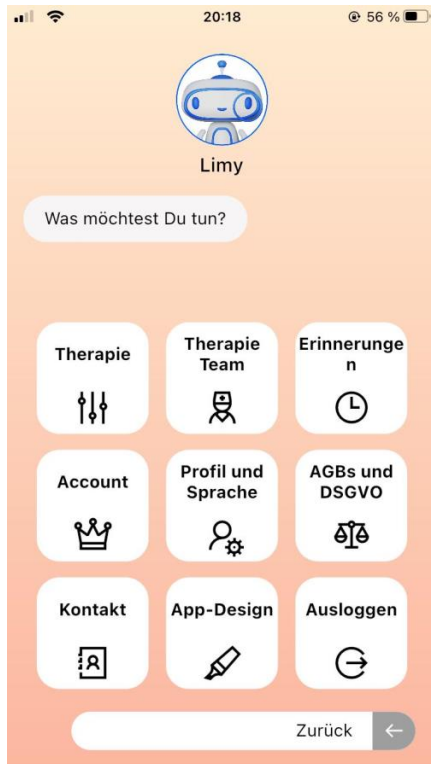 20:18
56 %
Limy
Was möchtest Du tun?
Therapie
Therapie
Team
Erinnerunge
n
Account
Profil und
Sprache
AGBs und
DSGVO
Kontakt
App-Design
Ausloggen
Zurück